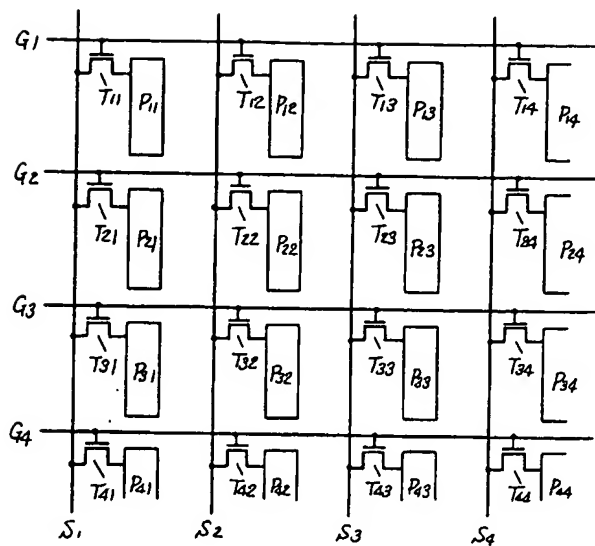 G1
T11 P11 T12 P12 T13 P13 T14 P14
G2
T21 P21 T22 P22 T23 P23 T24 P24
G3
T31 P31 T32 P32 T33 P33 T34 P34
G4
T41 P41 T42 P42 T43 P43 T44 P44
S1 S2 S3 S4